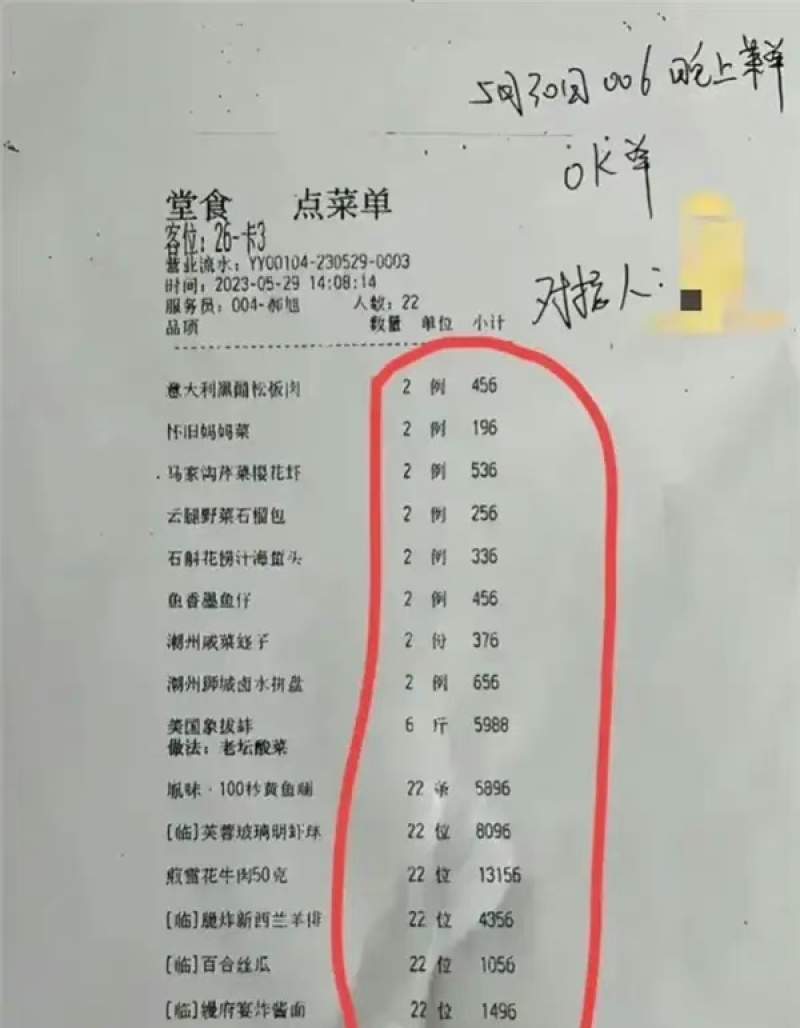 5月30日006 晚上菜单
OK单
对接人:
堂食 点菜单
客位: 26-卡3
营业流水: YY00104-230529-0003
时间: 2023-05-29 14:08:14
服务员: 004-郝旭 人数: 22
品项 数量 单位 小计
意大利黑醋松板肉 2 例 456
怀旧妈妈菜 2 例 196
马家沟芹菜樱花虾 2 例 536
云腿野菜石榴包 2 例 256
石斛花捞汁海蜇头 2 例 336
鱼香墨鱼仔 2 例 456
潮州咸菜 2 份 376
潮州狮城卤水拼盘 2 例 656
美国象拔蚌 6 斤 5988
做法: 老坛酸菜
风味·100秒黄鱼 22 条 5896
[临]芙蓉玻璃明虾球 22 位 8096
煎雪花牛肉50克 22 位 13156
[临]脆炸新西兰羊排 22 位 4356
[临]百合丝瓜 22 位 1056
[临]府宴炸酱面 22 位 1496